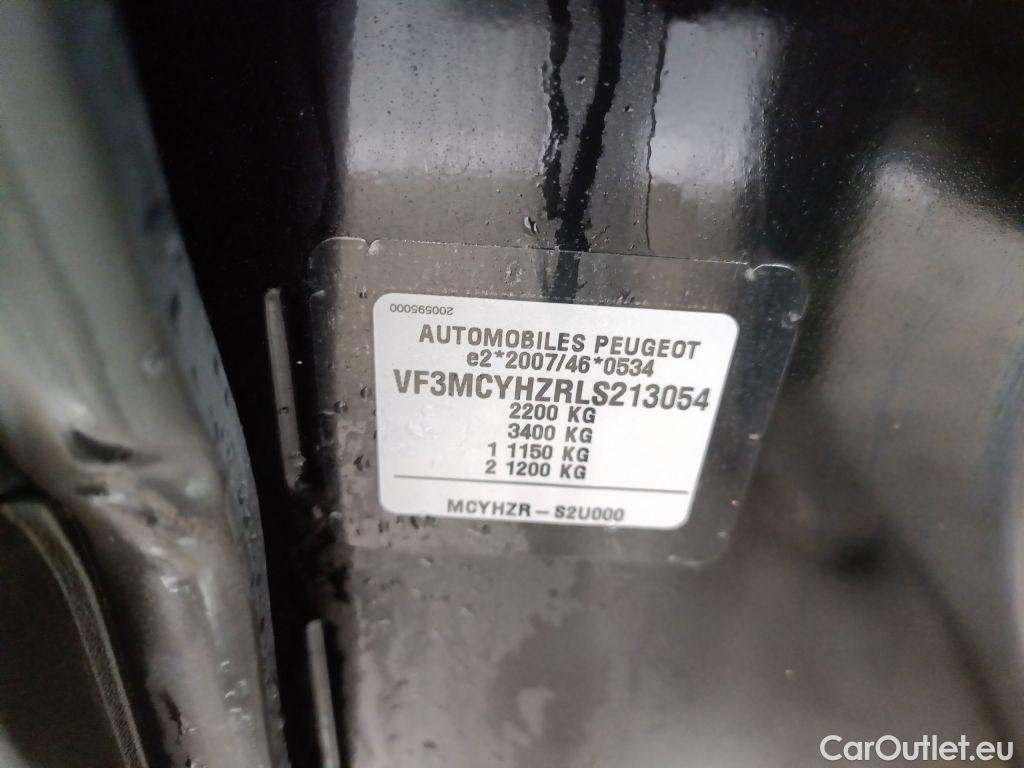 200595000
AUTOMOBILES PEUGEOT
e2*2007/46*0534
VF3MCYHZRLS213054
2200 KG
3400 KG
1 1150 KG
2 1200 KG
MCYHZR – S2U000
CarOutlet.eu